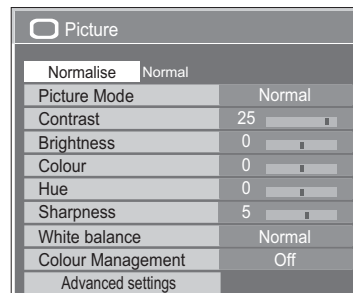 Picture
Normalise Normal
Picture Mode Normal
Contrast 25
Brightness 0
Colour 0
Hue 0
Sharpness 5
White balance Normal
Colour Management Off
Advanced settings